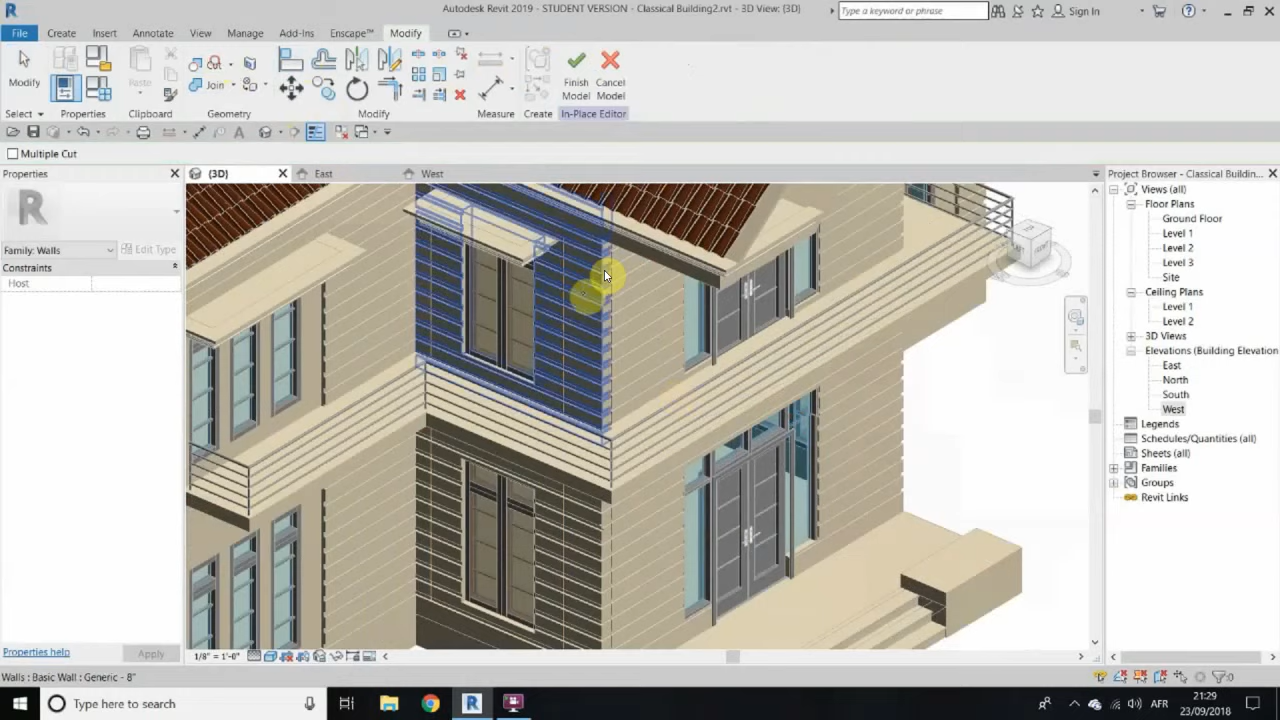 Autodesk Revit 2019 - STUDENT VERSION - Classical Building2.rvt - 3D View: {3D}
Type a keyword or phrase
Sign In
File Create Insert Annotate View Manage Add-Ins Enscape™ Modify
Modify
Paste
Join
Finish Model
Cancel Model
Select Properties Clipboard Geometry Modify Measure Create In-Place Editor
Multiple Cut
Properties
{3D}
East
West
Project Browser - Classical Building...
R
Family: Walls
Edit Type
Constraints
Host
Views (all)
Floor Plans
Ground Floor
Level 1
Level 2
Level 3
Site
Ceiling Plans
Level 1
Level 2
3D Views
Elevations (Building Elevation
East
North
South
West
Legends
Schedules/Quantities (all)
Sheets (all)
Families
Groups
Revit Links
Properties help
Apply
1/8" = 1'-0"
Walls : Basic Wall : Generic - 8"
:0
Type here to search
AFR
21:29
23/09/2018